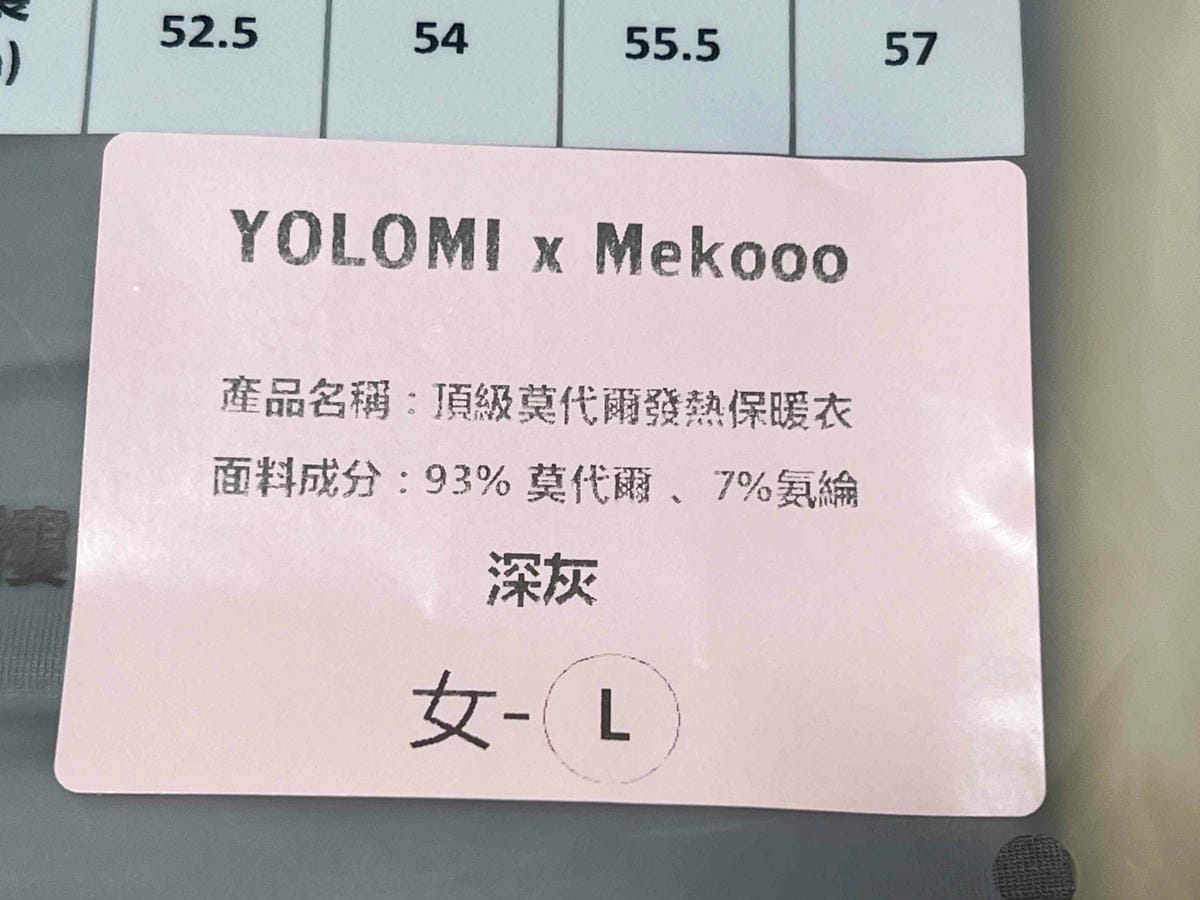 52.5 54 55.5 57
YOLOMI x Mekooo
產品名稱：頂級莫代爾發熱保暖衣
面料成分：93% 莫代爾、7%氨綸
深灰
女-L